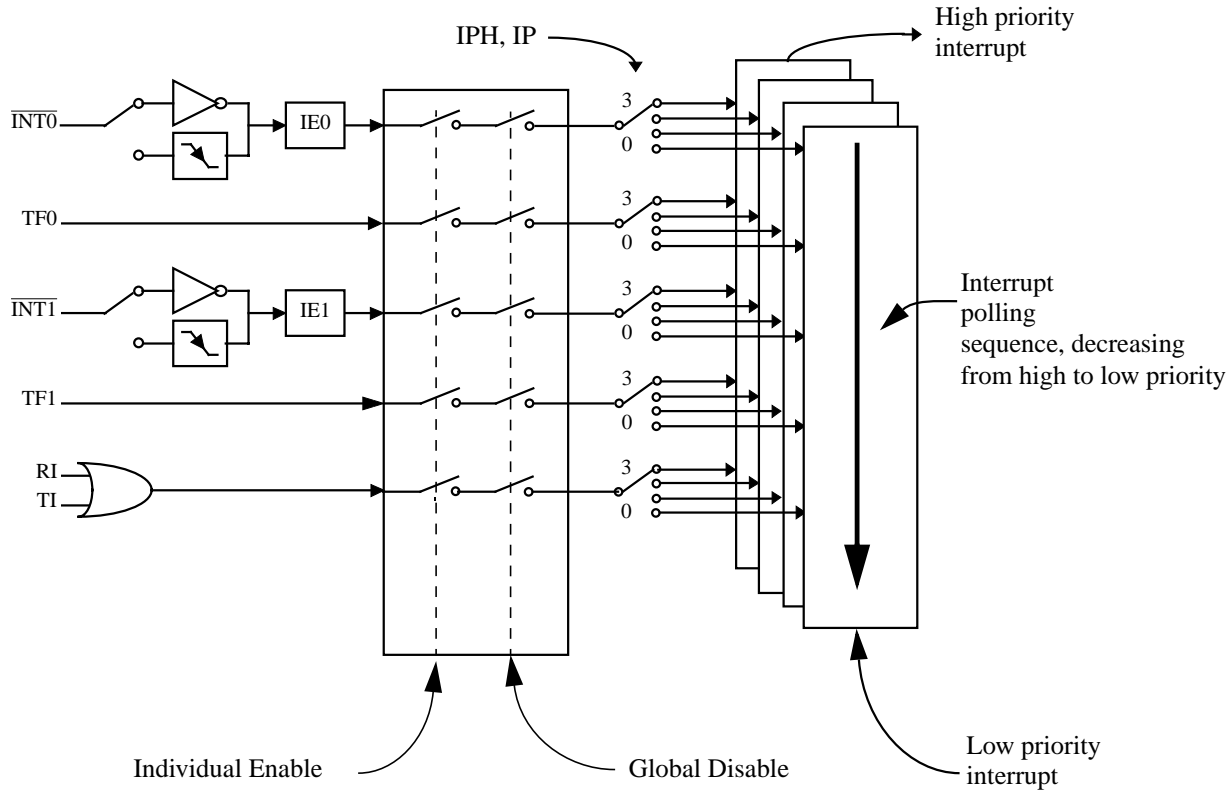 High priority
interrupt
IPH, IP
INT0
IE0
3
0
TF0
3
0
INT1
IE1
3
0
TF1
3
0
RI
TI
3
0
Interrupt
polling
sequence, decreasing
from high to low priority
Individual Enable
Global Disable
Low priority
interrupt